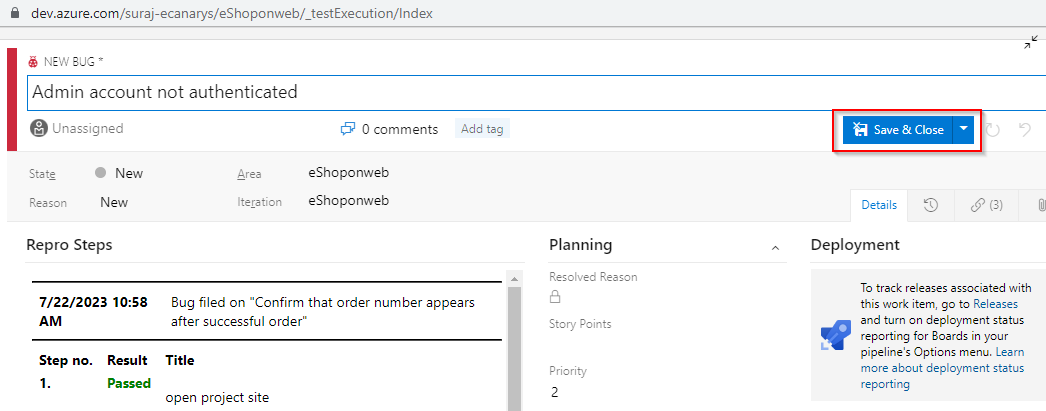 dev.azure.com/suraj-ecanarys/eShoponweb/_testExecution/Index
NEW BUG *
Admin account not authenticated
Unassigned
0 comments
Add tag
Save & Close
State
New
Area
eShoponweb
Reason
New
Iteration
eShoponweb
Details
(3)
Repro Steps
7/22/2023 10:58
AM
Bug filed on "Confirm that order number appears
after successful order"
Step no. Result Title
1. Passed
open project site
Planning
Resolved Reason
Story Points
Priority
2
Deployment
To track releases associated with
this work item, go to Releases
and turn on deployment status
reporting for Boards in your
pipeline's Options menu. Learn
more about deployment status
reporting